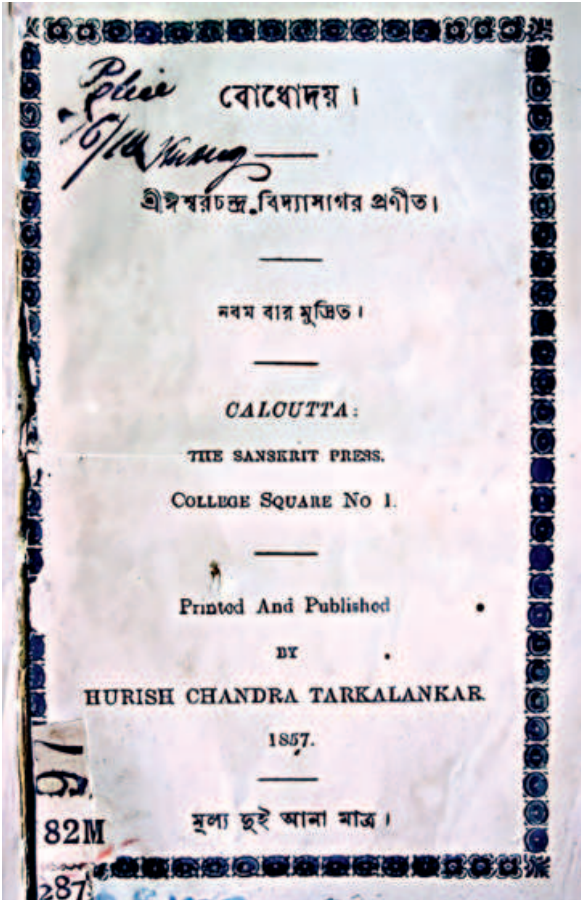 বোধোদয়।
শ্রীঈশ্বরচন্দ্র বিদ্যাসাগর প্রণীত।
নবম বার মুদ্রিত।
CALCUTTA:
THE SANSKRIT PRESS.
COLLEGE SQUARE NO 1.
Printed And Published
BY
HURISH CHANDRA TARKALANKAR.
1857.
মূল্য দুই আনা মাত্র।
82M
287